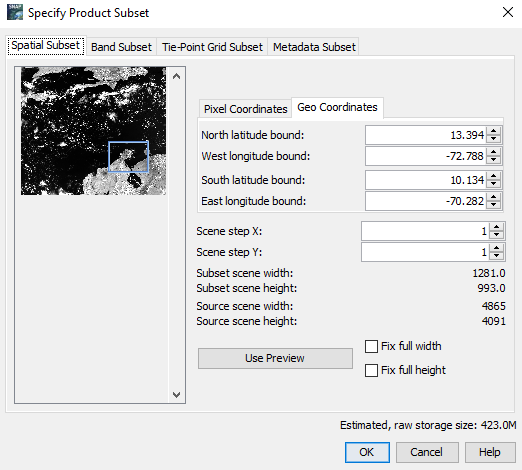 SNAP
Specify Product Subset
Spatial Subset Band Subset Tie-Point Grid Subset Metadata Subset
Pixel Coordinates Geo Coordinates
North latitude bound: 13.394
West longitude bound: -72.788
South latitude bound: 10.134
East longitude bound: -70.282
Scene step X: 1
Scene step Y: 1
Subset scene width: 1281.0
Subset scene height: 993.0
Source scene width: 4865
Source scene height: 4091
Use Preview
Fix full width
Fix full height
Estimated, raw storage size: 423.0M
OK Cancel Help